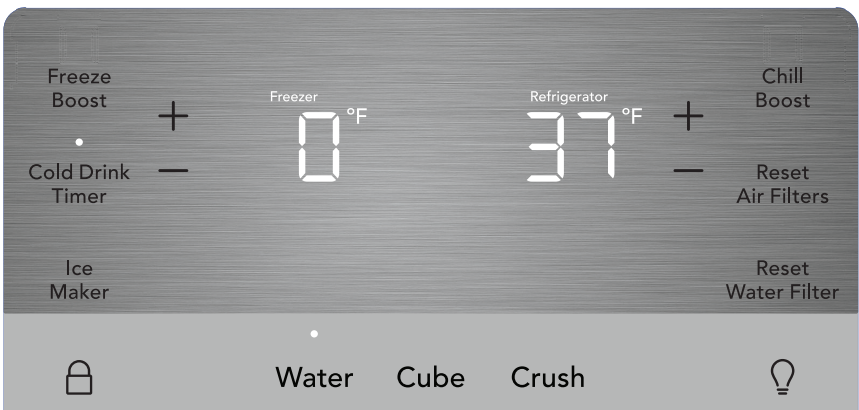 Freeze
Boost
Cold Drink
Timer
Ice
Maker
+
−
Freezer
0 °F
Refrigerator
37 °F
+
−
Chill
Boost
Reset
Air Filters
Reset
Water Filter
Water Cube Crush